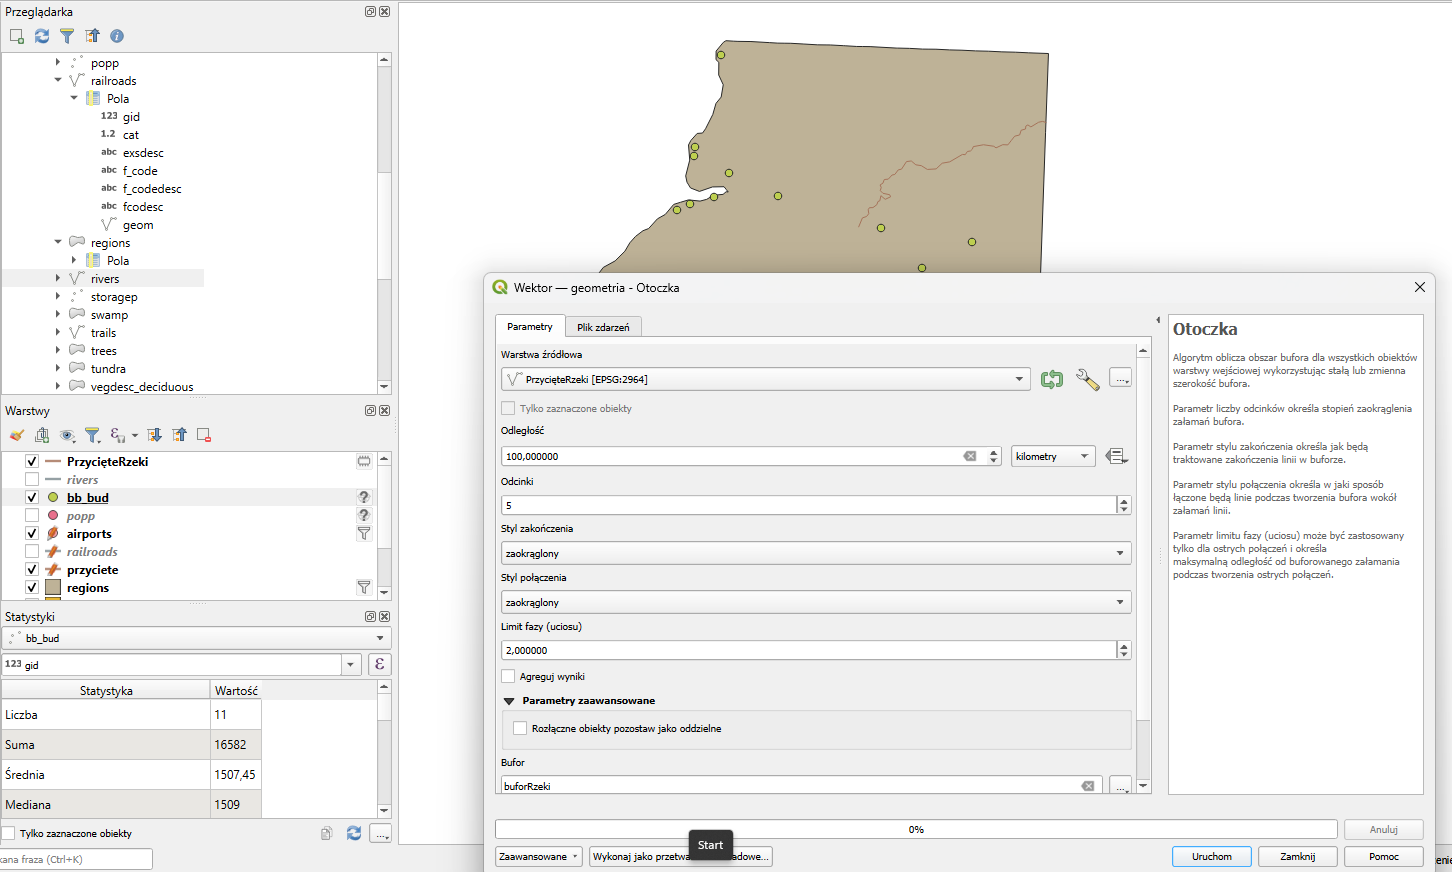 Przeglądarka
popp
railroads
Pola
123 gid
1.2 cat
abc exsdesc
abc f_code
abc f_codedesc
abc fcodesc
geom
regions
Pola
rivers
storagep
swamp
trails
trees
tundra
vegdesc_deciduous
Warstwy
PrzycięteRzeki
rivers
bb_bud
popp
airports
railroads
przyciete
regions
Statystyki
bb_bud
123 gid
Statystyka Wartość
Liczba 11
Suma 16582
Średnia 1507,45
Mediana 1509
Tylko zaznaczone obiekty
kana fraza (Ctrl+K)
Wektor — geometria - Otoczka
Parametry Plik zdarzeń
Warstwa źródłowa
PrzycięteRzeki [EPSG:2964]
Tylko zaznaczone obiekty
Odległość
100,000000 kilometry
Odcinki
5
Styl zakończenia
zaokrąglony
Styl połączenia
zaokrąglony
Limit fazy (uciosu)
2,000000
Agreguj wyniki
Parametry zaawansowane
Rozłączne obiekty pozostaw jako oddzielne
Bufor
buforRzeki
0%
Anuluj
Zaawansowane
Wykonaj jako przetwa
adowe...
Start
Uruchom
Zamknij
Pomoc
Otoczka
Algorytm oblicza obszar bufora dla wszystkich obiektów
warstwy wejściowej wykorzystując stałą lub zmienna
szerokość bufora.
Parametr liczby odcinków określa stopień zaokrąglenia
załamań bufora.
Parametr stylu zakończenia określa jak będą
traktowane zakończenia linii w buforze.
Parametr stylu połączenia określa w jaki sposób
łączone będą linie podczas tworzenia bufora wokół
załamań linii.
Parametr limitu fazy (uciosu) może być zastosowany
tylko dla ostrych połączeń i określa
maksymalną odległość od buforowanego załamania
podczas tworzenia ostrych połączeń.